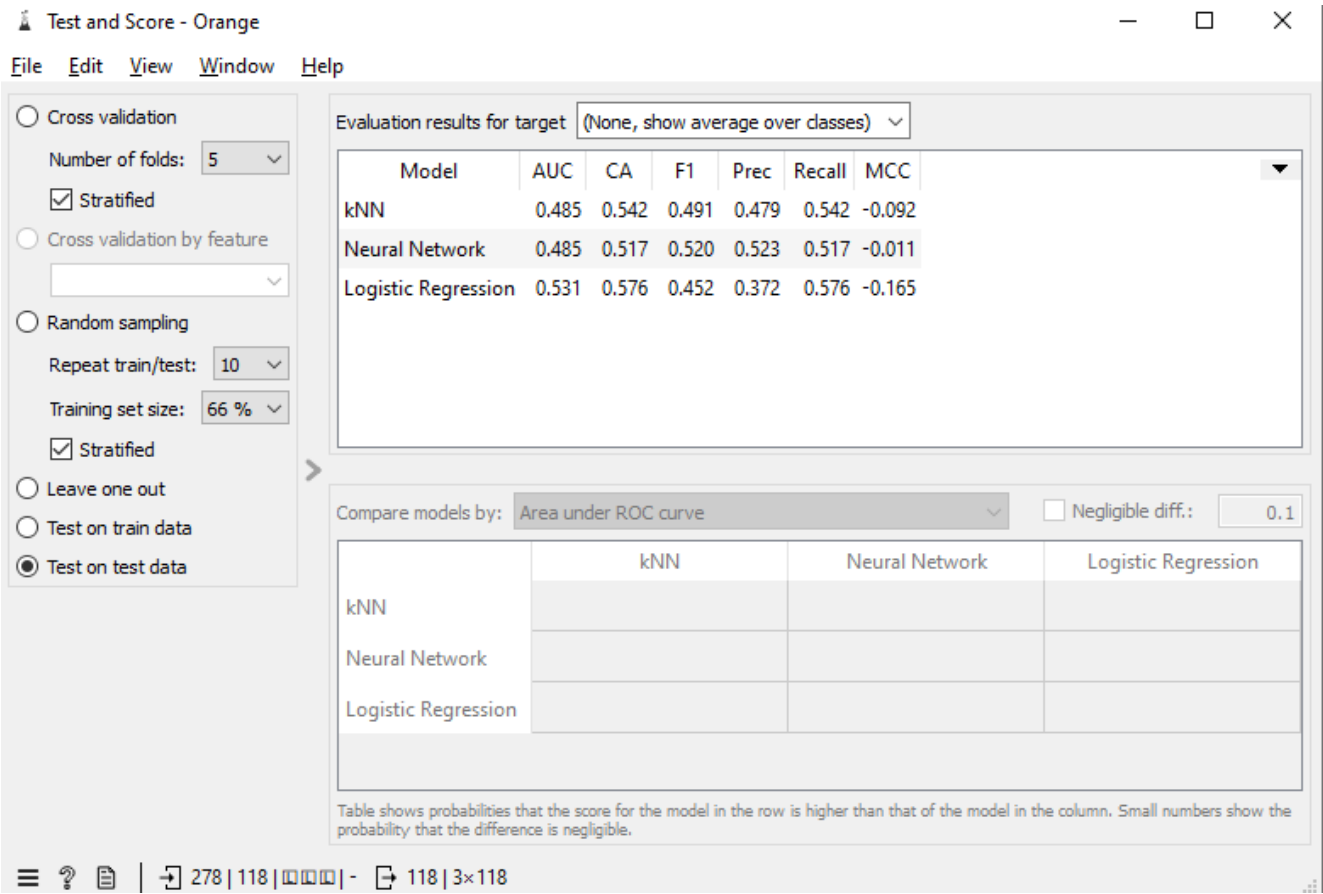 Test and Score - Orange
File Edit View Window Help
Cross validation
Number of folds: 5
Stratified
Cross validation by feature
Random sampling
Repeat train/test: 10
Training set size: 66 %
Stratified
Leave one out
Test on train data
Test on test data
Evaluation results for target (None, show average over classes)
Model AUC CA F1 Prec Recall MCC
kNN 0.485 0.542 0.491 0.479 0.542 -0.092
Neural Network 0.485 0.517 0.520 0.523 0.517 -0.011
Logistic Regression 0.531 0.576 0.452 0.372 0.576 -0.165
Compare models by: Area under ROC curve Negligible diff.: 0.1
kNN Neural Network Logistic Regression
kNN
Neural Network
Logistic Regression
Table shows probabilities that the score for the model in the row is higher than that of the model in the column. Small numbers show the
probability that the difference is negligible.
278 | 118 | | - 118 | 3×118